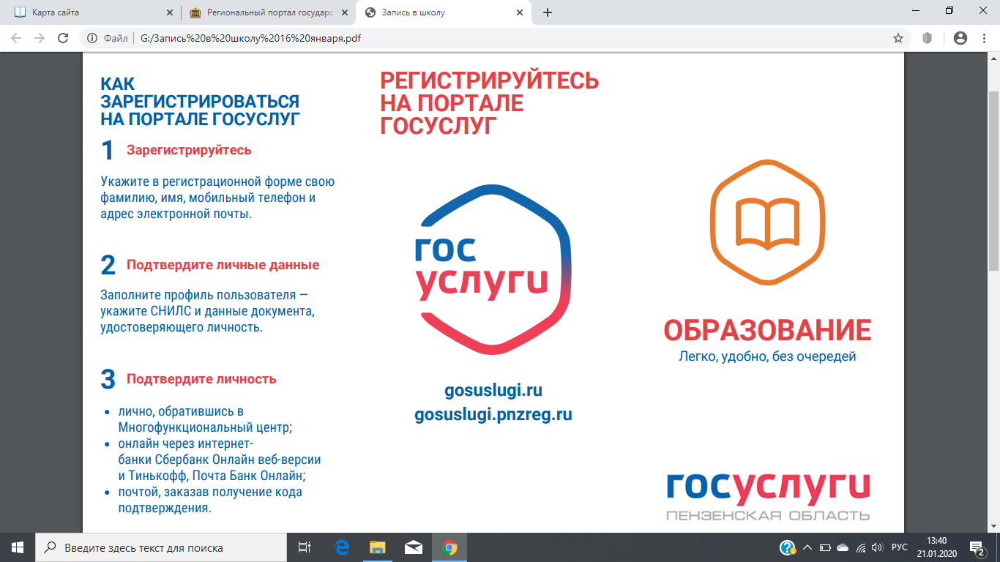 Карта сайта
Региональный портал государст
Запись в школу
Файл
G:/Запись%20в%20школу%2016%20января.pdf
КАК
ЗАРЕГИСТРИРОВАТЬСЯ
НА ПОРТАЛЕ ГОСУСЛУГ
1 Зарегистрируйтесь
Укажите в регистрационной форме свою
фамилию, имя, мобильный телефон и
адрес электронной почты.
2 Подтвердите личные данные
Заполните профиль пользователя —
укажите СНИЛС и данные документа,
удостоверяющего личность.
3 Подтвердите личность
• лично, обратившись в
Многофункциональный центр;
• онлайн через интернет-
банки Сбербанк Онлайн веб-версии
и Тинькофф, Почта Банк Онлайн;
• почтой, заказав получение кода
подтверждения.
РЕГИСТРИРУЙТЕСЬ
НА ПОРТАЛЕ
ГОСУСЛУГ
гос
услуги
gosuslugi.ru
gosuslugi.pnzreg.ru
ОБРАЗОВАНИЕ
Легко, удобно, без очередей
госуслуги
ПЕНЗЕНСКАЯ ОБЛАСТЬ
Введите здесь текст для поиска
РУС
13:40
21.01.2020
2